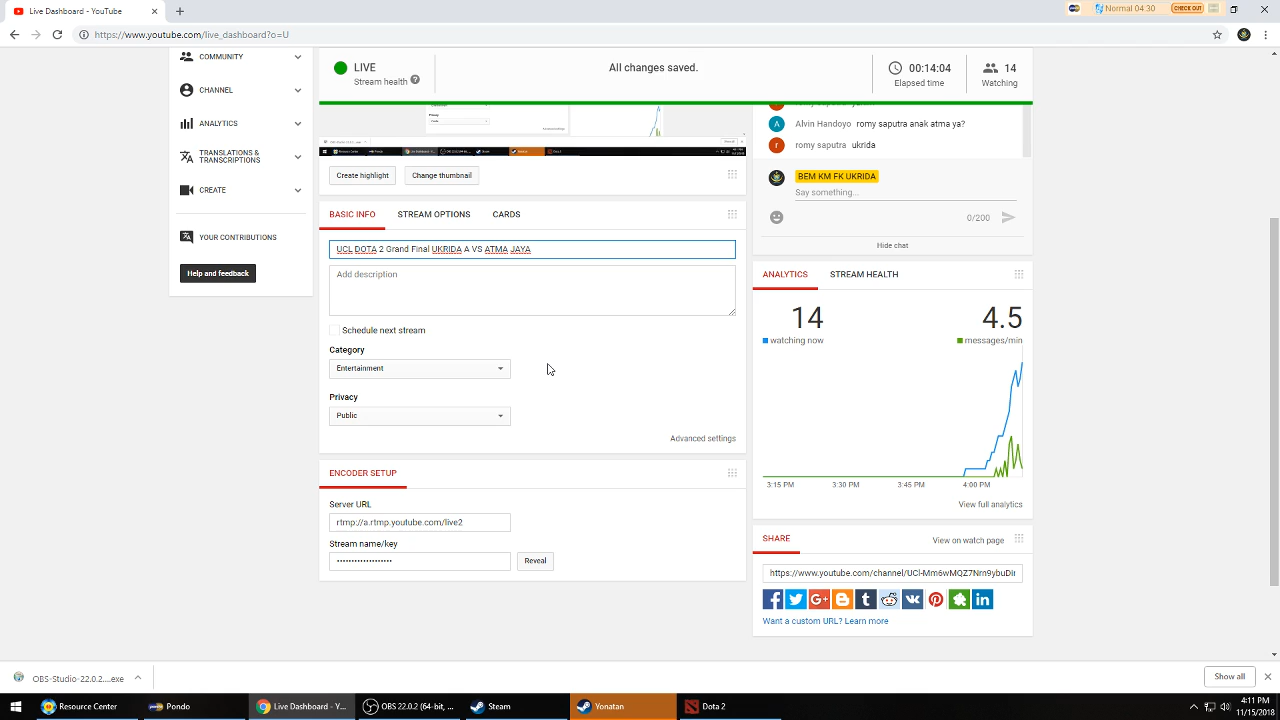 Live Dashboard - YouTube
Normal 04:30
CHECK OUT
https://www.youtube.com/live_dashboard?o=U
COMMUNITY
CHANNEL
ANALYTICS
TRANSLATIONS &
TRANSCRIPTIONS
CREATE
YOUR CONTRIBUTIONS
Help and feedback
LIVE
Stream health ?
All changes saved.
00:14:04
Elapsed time
14
Watching
Create highlight
Change thumbnail
BASIC INFO
STREAM OPTIONS
CARDS
UCL DOTA 2 Grand Final UKRIDA A VS ATMA JAYA
Add description
Schedule next stream
Category
Entertainment
Privacy
Public
Advanced settings
ENCODER SETUP
Server URL
rtmp://a.rtmp.youtube.com/live2
Stream name/key
••••••••••••••••••
Reveal
A Alvin Handoyo romy saputra anak atma ya?
r romy saputra ukrida
BEM KM FK UKRIDA
Say something...
0/200
Hide chat
ANALYTICS
STREAM HEALTH
14
watching now
4.5
messages/min
3:15 PM 3:30 PM 3:45 PM 4:00 PM
View full analytics
SHARE
View on watch page
https://www.youtube.com/channel/UCl-Mm6wMQZ7Nrn9ybuDi
Want a custom URL? Learn more
OBS-Studio-22.0.2....exe
Show all
Resource Center
Pondo
Live Dashboard - Y...
OBS 22.0.2 (64-bit, ...
Steam
Yonatan
Dota 2
4:11 PM
11/15/2018